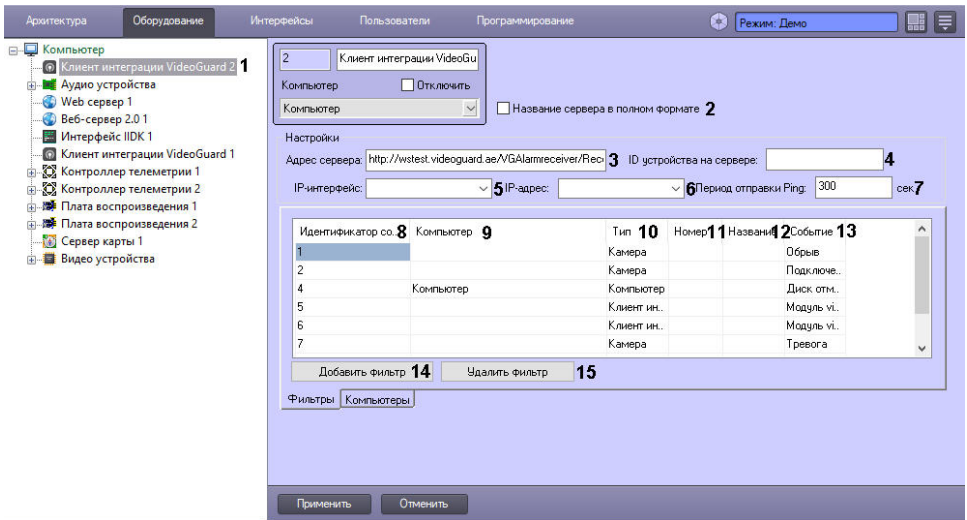 Архитектура Оборудование Интерфейсы Пользователи Программирование Режим: Демо
Компьютер
Клиент интеграции VideoGuard 2 1
Аудио устройства
Web сервер 1
Веб-сервер 2.0 1
Интерфейс IIDK 1
Клиент интеграции VideoGuard 1
Контроллер телеметрии 1
Контроллер телеметрии 2
Плата воспроизведения 1
Плата воспроизведения 2
Сервер карты 1
Видео устройства
2 Клиент интеграции VideoGu
Компьютер Отключить
Компьютер Название сервера в полном формате 2
Настройки
Адрес сервера: http://wstest.videoguard.ae/VGAlarmreceiver/Rec 3 ID устройства на сервере: 4
IP-интерфейс: 5 IP-адрес: 6 Период отправки Ping: 300 сек 7
Идентификатор со. 8 Компьютер 9 Тип 10 Номер 11 Название 12 Событие 13
1 Камера Обрыв
2 Камера Подключе..
4 Компьютер Компьютер Диск отм..
5 Клиент ин.. Модуль vi..
6 Клиент ин.. Модуль vi..
7 Камера Тревога
Добавить фильтр 14 Удалить фильтр 15
Фильтры Компьютеры
Применить Отменить